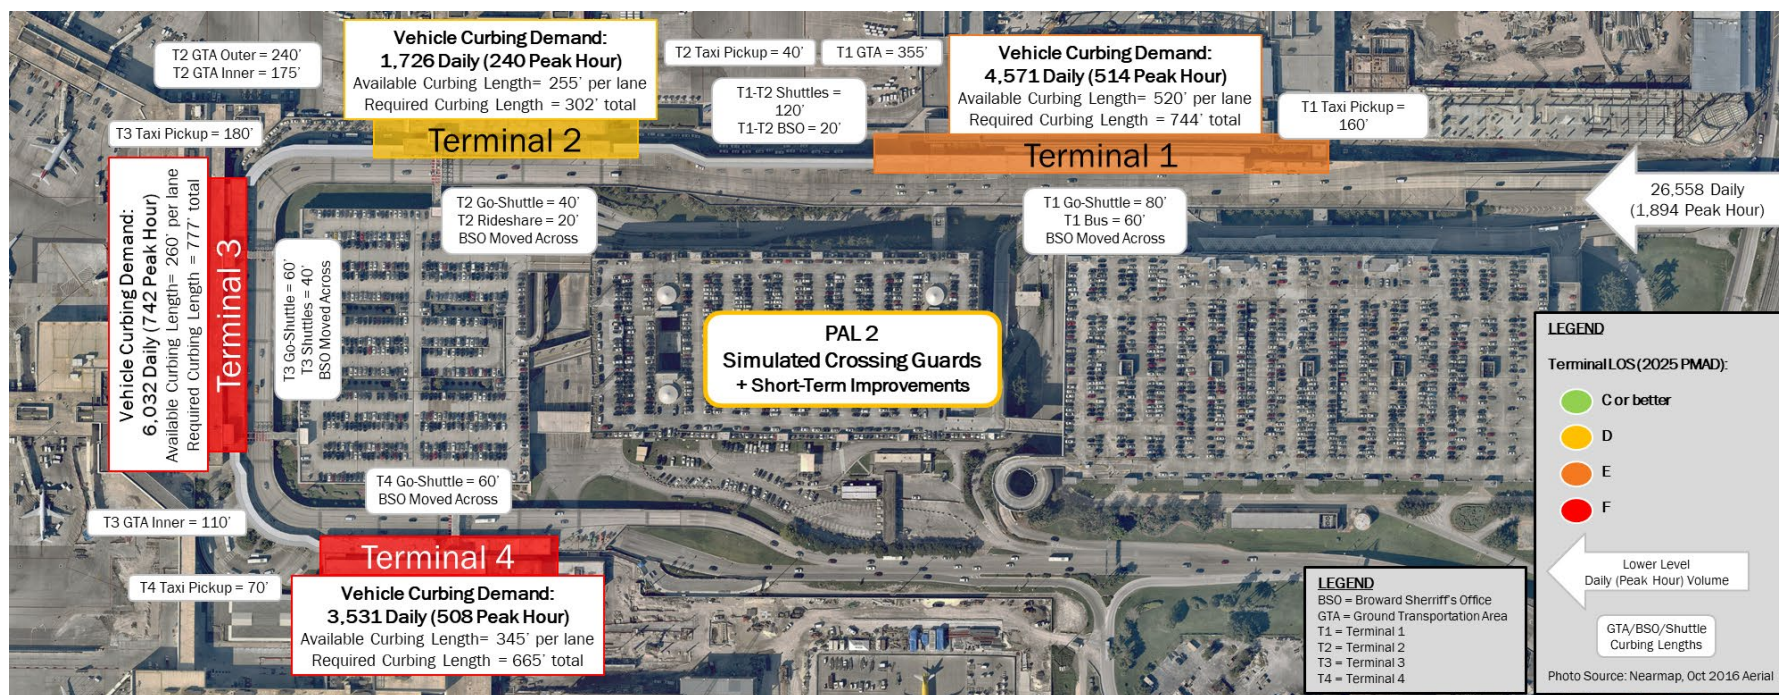 T2 GTA Outer = 240'
T2 GTA Inner = 175'
Vehicle Curbing Demand:
1,726 Daily (240 Peak Hour)
Available Curbing Length= 255' per lane
Required Curbing Length = 302' total
Terminal 2
T2 Taxi Pickup = 40'
T1 GTA = 355'
T1-T2 Shuttles =
120'
T1-T2 BSO = 20'
Vehicle Curbing Demand:
4,571 Daily (514 Peak Hour)
Available Curbing Length= 520' per lane
Required Curbing Length = 744' total
Terminal 1
T1 Taxi Pickup =
160'
T3 Taxi Pickup = 180'
Vehicle Curbing Demand:
6,032 Daily (742 Peak Hour)
Available Curbing Length= 260' per lane
Required Curbing Length = 777' total
Terminal 3
T3 Go-Shuttle = 60'
T3 Shuttles = 40'
BSO Moved Across
T2 Go-Shuttle = 40'
T2 Rideshare = 20'
BSO Moved Across
T1 Go-Shuttle = 80'
T1 Bus = 60'
BSO Moved Across
26,558 Daily
(1,894 Peak Hour)
PAL 2
Simulated Crossing Guards
+ Short-Term Improvements
T4 Go-Shuttle = 60'
BSO Moved Across
T3 GTA Inner = 110'
Terminal 4
T4 Taxi Pickup = 70'
Vehicle Curbing Demand:
3,531 Daily (508 Peak Hour)
Available Curbing Length= 345' per lane
Required Curbing Length = 665' total
LEGEND
BSO = Broward Sherriff's Office
GTA = Ground Transportation Area
T1 = Terminal 1
T2 = Terminal 2
T3 = Terminal 3
T4 = Terminal 4
LEGEND
Terminal LOS (2025 PMAD):
C or better
D
E
F
Lower Level
Daily (Peak Hour) Volume
GTA/BSO/Shuttle
Curbing Lengths
Photo Source: Nearmap, Oct 2016 Aerial